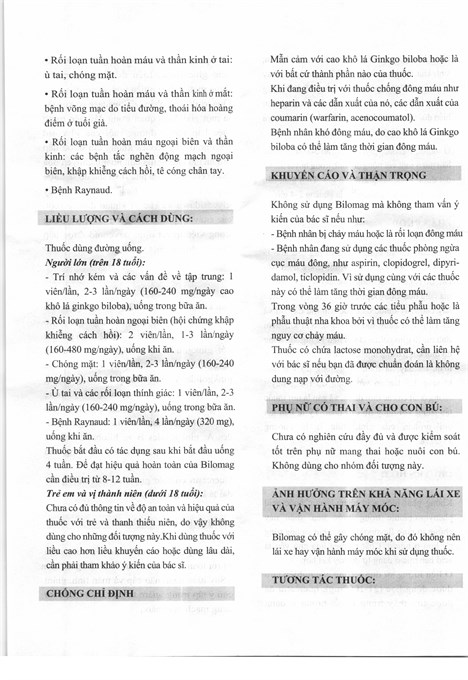 • Rối loạn tuần hoàn máu và thần kinh ở tai:
ù tai, chóng mặt.
• Rối loạn tuần hoàn máu và thần kinh ở mắt:
bệnh võng mạc do tiểu đường, thoái hóa hoàng
điểm ở tuổi già.
• Rối loạn tuần hoàn máu ngoại biên và thần
kinh: các bệnh tắc nghẽn động mạch ngoại
biên, khập khiễng cách hồi, tê cóng chân tay.
• Bệnh Raynaud.
LIỀU LƯỢNG VÀ CÁCH DÙNG:
Thuốc dùng đường uống.
Người lớn (trên 18 tuổi):
- Trí nhớ kém và các vấn đề về tập trung: 1
viên/lần, 2-3 lần/ngày (160-240 mg/ngày cao
khô lá ginkgo biloba), uống trong bữa ăn.
- Rối loạn tuần hoàn ngoại biên (hội chứng khập
khiễng cách hồi): 2 viên/lần, 1-3 lần/ngày
(160-480 mg/ngày), uống khi ăn.
- Chóng mặt: 1 viên/lần, 2-3 lần/ngày (160-240
mg/ngày), uống trong bữa ăn.
- Ù tai và các rối loạn thính giác: 1 viên/lần, 2-3
lần/ngày (160-240 mg/ngày), uống trong bữa ăn.
- Bệnh Raynaud: 1 viên/lần, 4 lần/ngày (320 mg),
uống khi ăn.
Thuốc bắt đầu có tác dụng sau khi bắt đầu uống
4 tuần. Để đạt hiệu quả hoàn toàn của Bilomag
cần điều trị từ 8-12 tuần.
Trẻ em và vị thành niên (dưới 18 tuổi):
Chưa có đủ thông tin về độ an toàn và hiệu quả của
thuốc với trẻ và thanh thiếu niên, do vậy không
dùng cho những đối tượng này.Khi dùng thuốc với
liều cao hơn liều khuyến cáo hoặc dùng lâu dài,
cần phải tham khảo ý kiến của bác sĩ.
CHỐNG CHỈ ĐỊNH
Mẫn cảm với cao khô lá Ginkgo biloba hoặc là
với bất cứ thành phần nào của thuốc.
Khi đang điều trị với thuốc chống đông máu như
heparin và các dẫn xuất của nó, các dẫn xuất của
coumarin (warfarin, acenocoumatol).
Bệnh nhân khó đông máu, do cao khô lá Ginkgo
biloba có thể làm tăng thời gian đông máu.
KHUYẾN CÁO VÀ THẬN TRỌNG
Không sử dụng Bilomag mà không tham vấn ý
kiến của bác sĩ nếu như:
- Bệnh nhân bị chảy máu hoặc là rối loạn đông máu
- Bệnh nhân đang sử dụng các thuốc phòng ngừa
cục máu đông, như aspirin, clopidogrel, dipyri-
damol, ticlopidin. Vì sử dụng cùng với các thuốc
này có thể làm tăng thời gian đông máu.
Trong vòng 36 giờ trước các tiểu phẫu hoặc là
phẫu thuật nha khoa bởi vì thuốc có thể làm tăng
nguy cơ chảy máu.
Thuốc có chứa lactose monohydrat, cần liên hệ
với bác sĩ nếu bạn đã được chuẩn đoán là không
dung nạp với đường.
PHỤ NỮ CÓ THAI VÀ CHO CON BÚ:
Chưa có nghiên cứu đầy đủ và được kiểm soát
tốt trên phụ nữ mang thai hoặc nuôi con bú.
Không dùng cho nhóm đối tượng này.
ẢNH HƯỞNG TRÊN KHẢ NĂNG LÁI XE
VÀ VẬN HÀNH MÁY MÓC:
Bilomag có thể gây chóng mặt, do đó không nên
lái xe hay vận hành máy móc khi sử dụng thuốc.
TƯƠNG TÁC THUỐC: